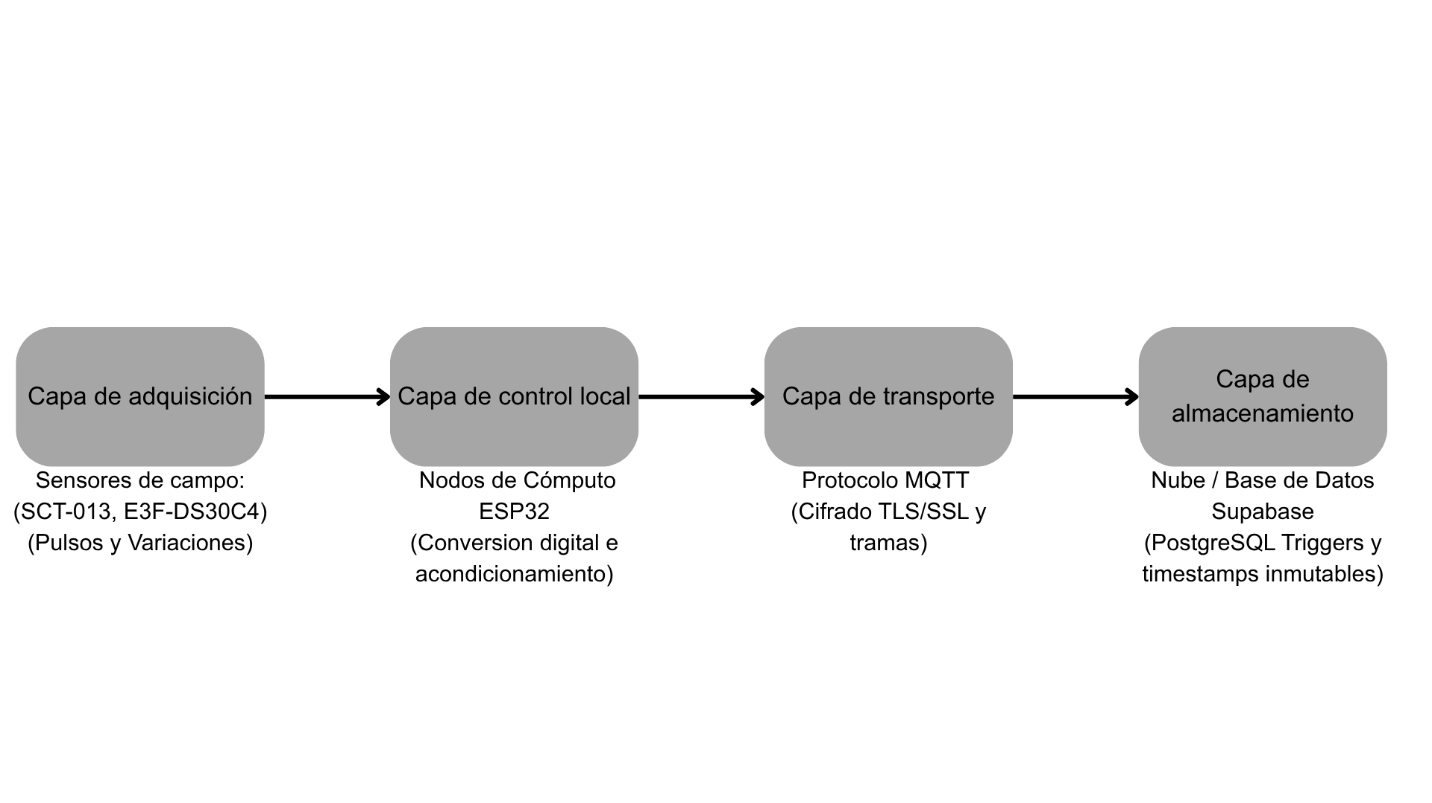 Capa de adquisición
Sensores de campo:
(SCT-013, E3F-DS30C4)
(Pulsos y Variaciones)
Capa de control local
Nodos de Cómputo
ESP32
(Conversion digital e
acondicionamiento)
Capa de transporte
Protocolo MQTT
(Cifrado TLS/SSL y
tramas)
Capa de
almacenamiento
Nube / Base de Datos
Supabase
(PostgreSQL Triggers y
timestamps inmutables)